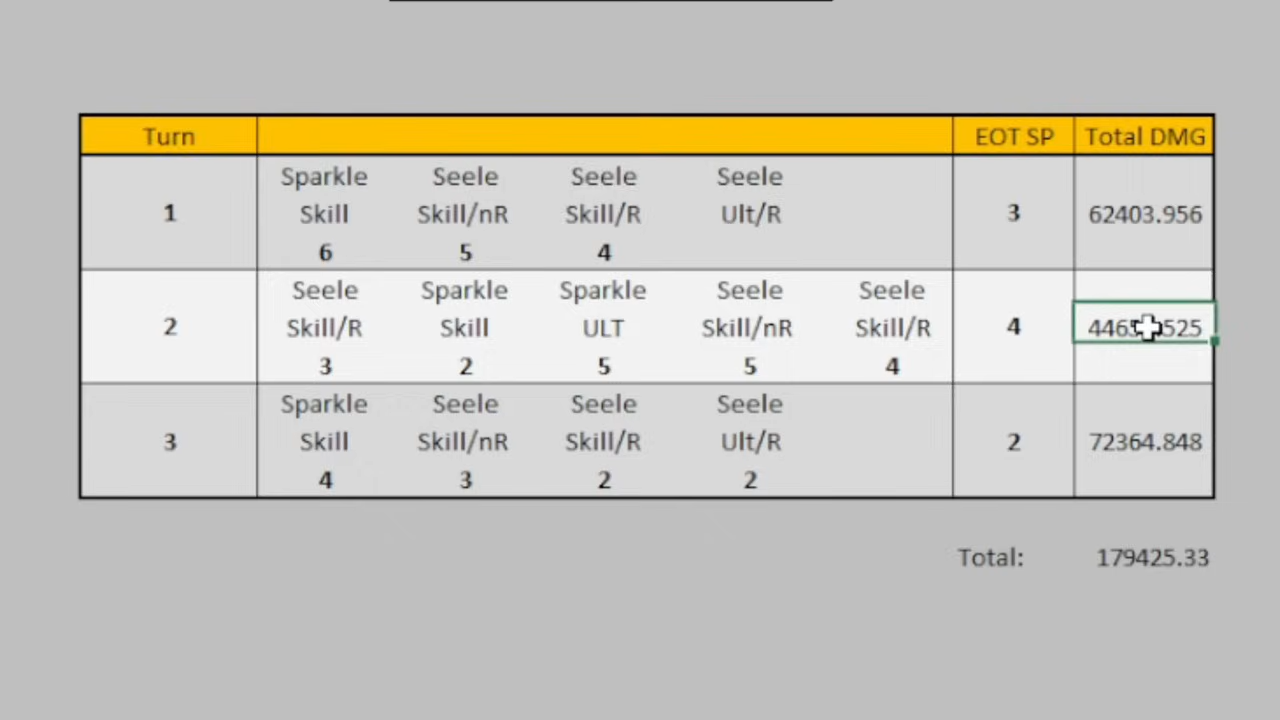 Turn EOT SP Total DMG
Sparkle Seele Seele Seele
1 Skill Skill/nR Skill/R Ult/R 3 62403.956
6 5 4
Seele Sparkle Sparkle Seele Seele
2 Skill/R Skill ULT Skill/nR Skill/R 4
3 2 5 5 4
Sparkle Seele Seele Seele
3 Skill Skill/nR Skill/R Ult/R 2 72364.848
4 3 2 2
Total: 179425.33